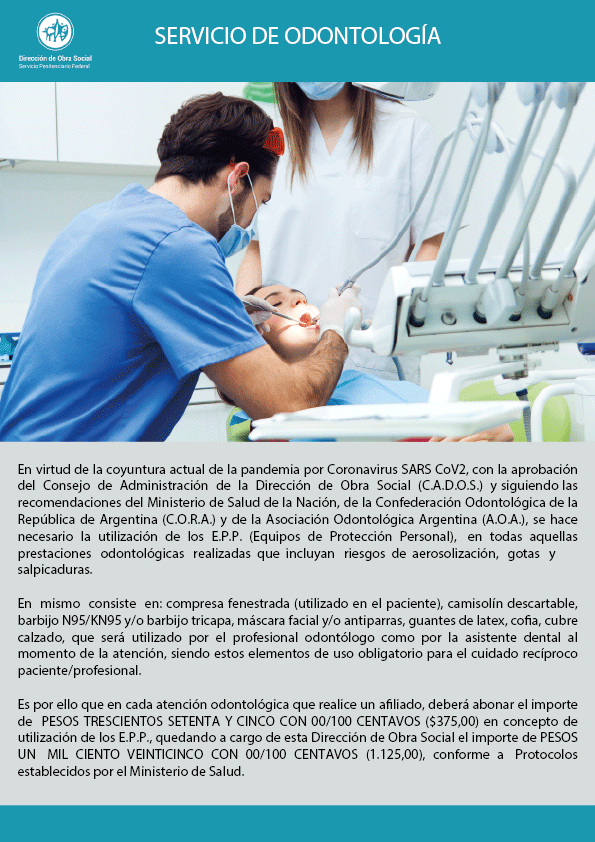 SERVICIO DE ODONTOLOGÍA
Dirección de Obra Social
Servicio Penitenciario Federal
En virtud de la coyuntura actual de la pandemia por Coronavirus SARS CoV2, con la aprobación
del Consejo de Administración de la Dirección de Obra Social (C.A.D.O.S.) y siguiendo las
recomendaciones del Ministerio de Salud de la Nación, de la Confederación Odontológica de la
República de Argentina (C.O.R.A.) y de la Asociación Odontológica Argentina (A.O.A.), se hace
necesario la utilización de los E.P.P. (Equipos de Protección Personal), en todas aquellas
prestaciones odontológicas realizadas que incluyan riesgos de aerosolización, gotas y
salpicaduras.
En mismo consiste en: compresa fenestrada (utilizado en el paciente), camisolín descartable,
barbijo N95/KN95 y/o barbijo tricapa, máscara facial y/o antiparras, guantes de latex, cofia, cubre
calzado, que será utilizado por el profesional odontólogo como por la asistente dental al
momento de la atención, siendo estos elementos de uso obligatorio para el cuidado recíproco
paciente/profesional.
Es por ello que en cada atención odontológica que realice un afiliado, deberá abonar el importe
de PESOS TRESCIENTOS SETENTA Y CINCO CON 00/100 CENTAVOS ($375,00) en concepto de
utilización de los E.P.P., quedando a cargo de esta Dirección de Obra Social el importe de PESOS
UN MIL CIENTO VEINTICINCO CON 00/100 CENTAVOS (1.125,00), conforme a Protocolos
establecidos por el Ministerio de Salud.